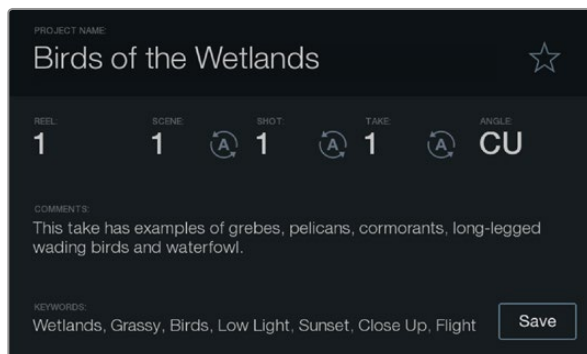 PROJECT NAME:
Birds of the Wetlands
REEL: SCENE: SHOT: TAKE: ANGLE:
1 1 A 1 A 1 A CU
COMMENTS:
This take has examples of grebes, pelicans, cormorants, long-legged
wading birds and waterfowl.
KEYWORDS:
Wetlands, Grassy, Birds, Low Light, Sunset, Close Up, Flight
Save